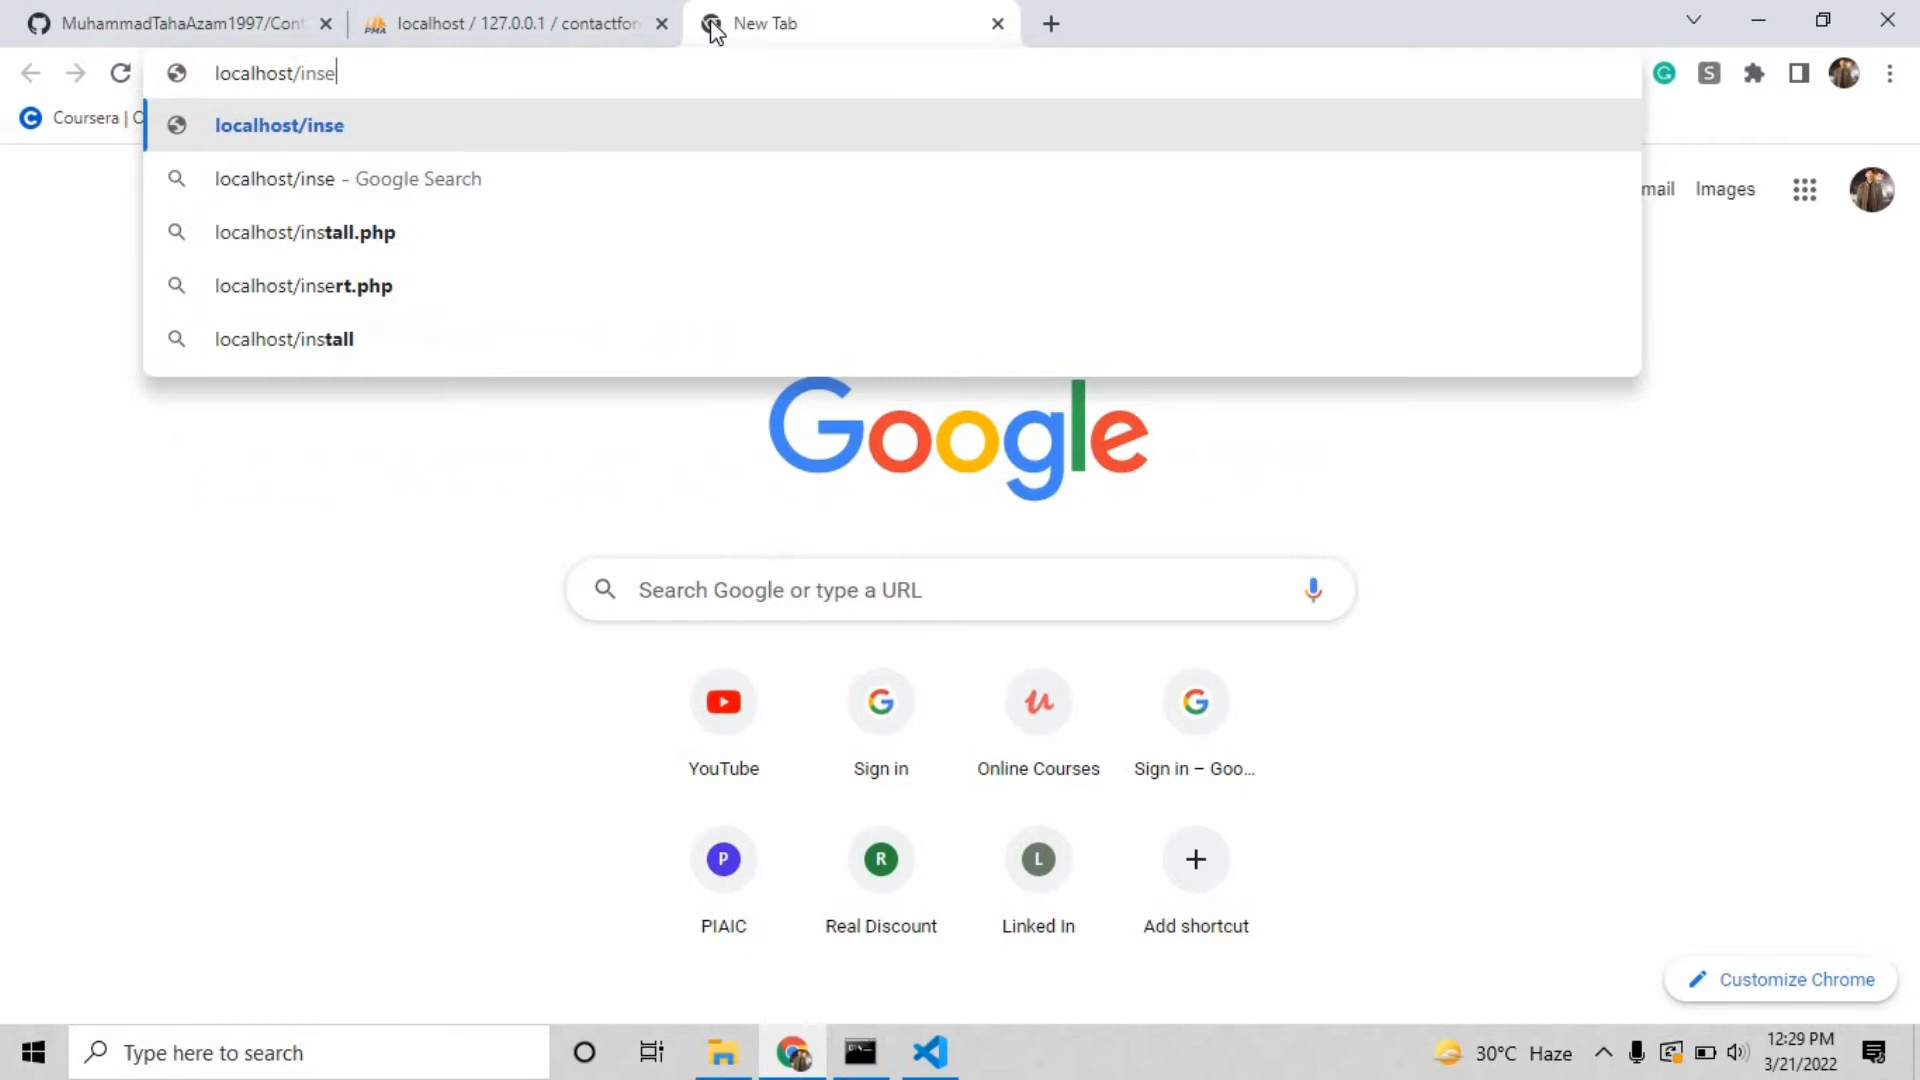 MuhammadTahaAzam1997/Cont
localhost / 127.0.0.1 / contactfor
New Tab
localhost/inse
Coursera | O
localhost/inse
localhost/inse - Google Search
localhost/install.php
localhost/insert.php
localhost/install
mail Images
Google
Search Google or type a URL
YouTube
Sign in
Online Courses
Sign in – Goo...
PIAIC
Real Discount
Linked In
Add shortcut
Customize Chrome
Type here to search
30°C Haze
12:29 PM
3/21/2022